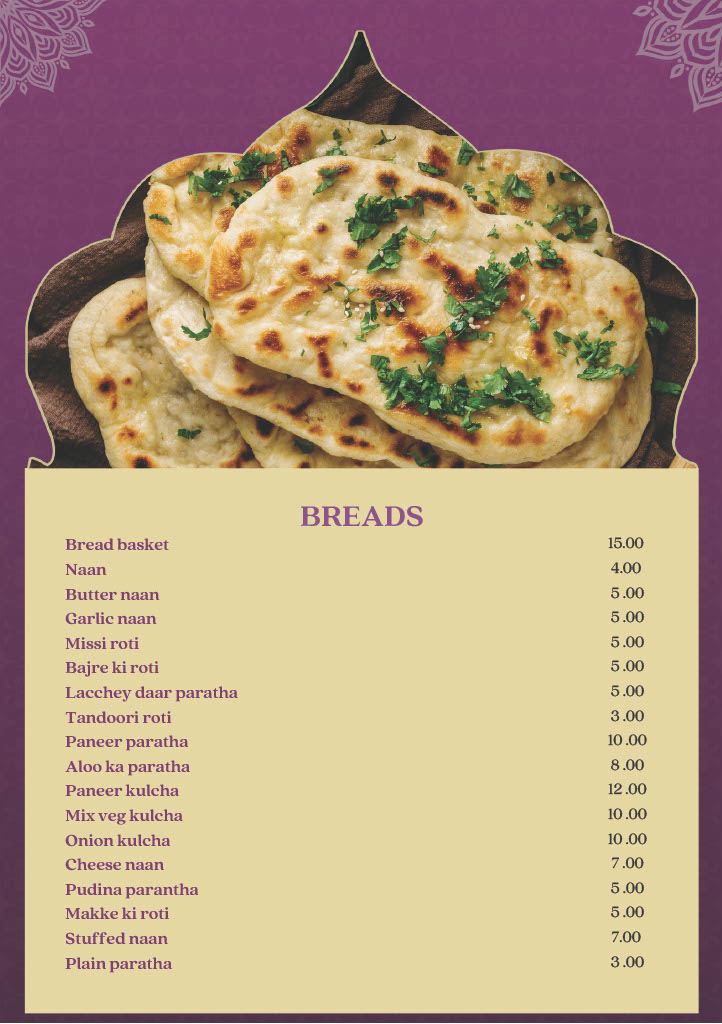 BREADS
Bread basket 15.00
Naan 4.00
Butter naan 5 .00
Garlic naan 5 .00
Missi roti 5 .00
Bajre ki roti 5 .00
Lacchey daar paratha 5 .00
Tandoori roti 3 .00
Paneer paratha 10 .00
Aloo ka paratha 8 .00
Paneer kulcha 12 .00
Mix veg kulcha 10 .00
Onion kulcha 10 .00
Cheese naan 7 .00
Pudina parantha 5 .00
Makke ki roti 5 .00
Stuffed naan 7.00
Plain paratha 3 .00